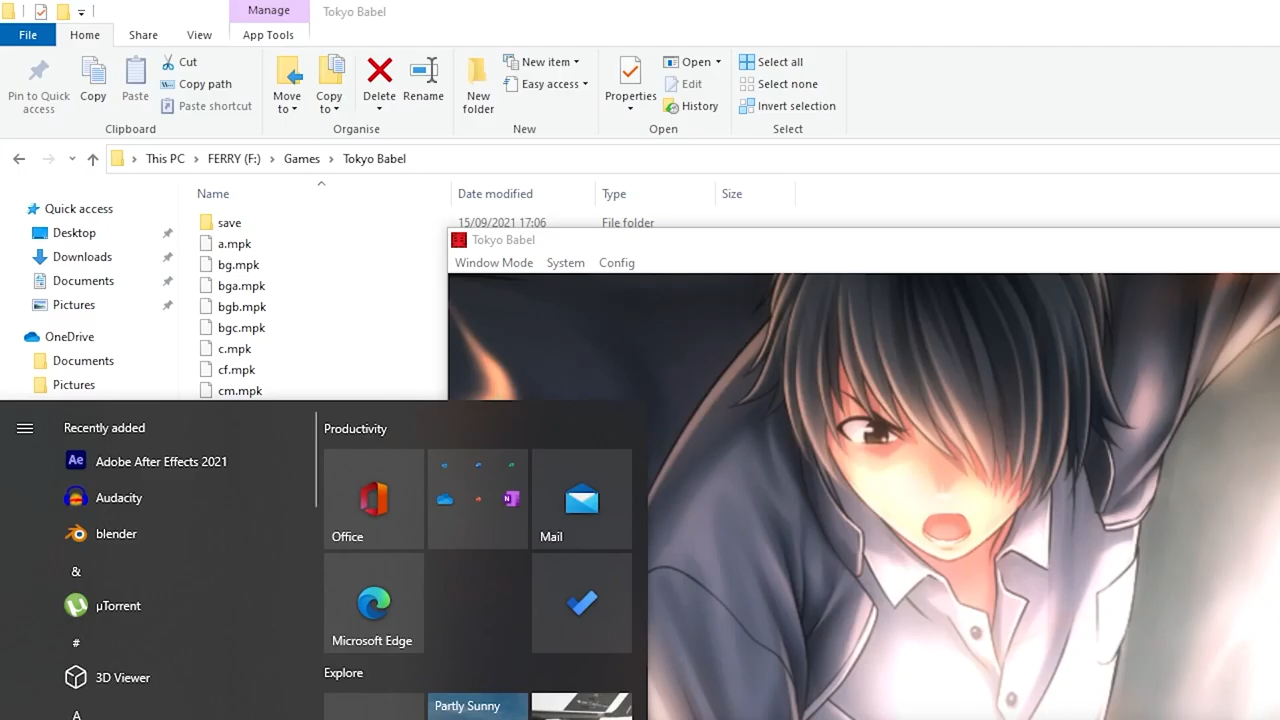 Manage
Tokyo Babel
File
Home
Share
View
App Tools
Pin to Quick access
Copy
Paste
Cut
Copy path
Paste shortcut
Move to
Copy to
Delete
Rename
New folder
New item
Easy access
Properties
Open
Edit
History
Select all
Select none
Invert selection
Clipboard
Organise
New
Open
Select
This PC
FERRY (F:)
Games
Tokyo Babel
Name
Date modified
Type
Size
Quick access
Desktop
Downloads
Documents
Pictures
OneDrive
Documents
Pictures
save
15/09/2021 17:06
File folder
a.mpk
bg.mpk
bga.mpk
bgb.mpk
bgc.mpk
c.mpk
cf.mpk
cm.mpk
Tokyo Babel
Window Mode
System
Config
Recently added
Ae
Adobe After Effects 2021
Audacity
blender
&
µTorrent
#
3D Viewer
A
Productivity
Office
N
Mail
Microsoft Edge
Explore
Partly Sunny